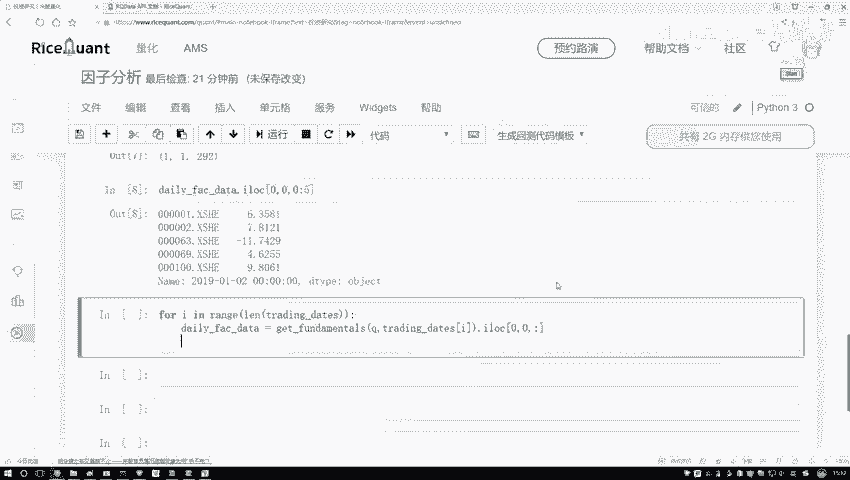 RiceQuant 量化 AMS 预约路演 帮助文档 社区
因子分析 最后检查: 21 分钟前 (未保存改变)
文件 编辑 查看 插入 单元格 服务 Widgets 帮助 可信的 Python 3
运行 代码 生成回测代码模板 共有 2G 内存供您使用
Out[7]: (1, 1, 292)
In [8]: daily_fac_data.iloc[0,0,0:5]
Out[8]: 000001.XSHE 6.3581
000002.XSHE 7.8121
000063.XSHE -11.7429
000069.XSHE 4.6255
000100.XSHE 9.8061
Name: 2019-01-02 00:00:00, dtype: object
In [ ]: for i in range(len(trading_dates)):
daily_fac_data = get_fundamentals(q,trading_dates[i]).iloc[0,0,:]
In [ ]:
In [ ]:
In [ ]: